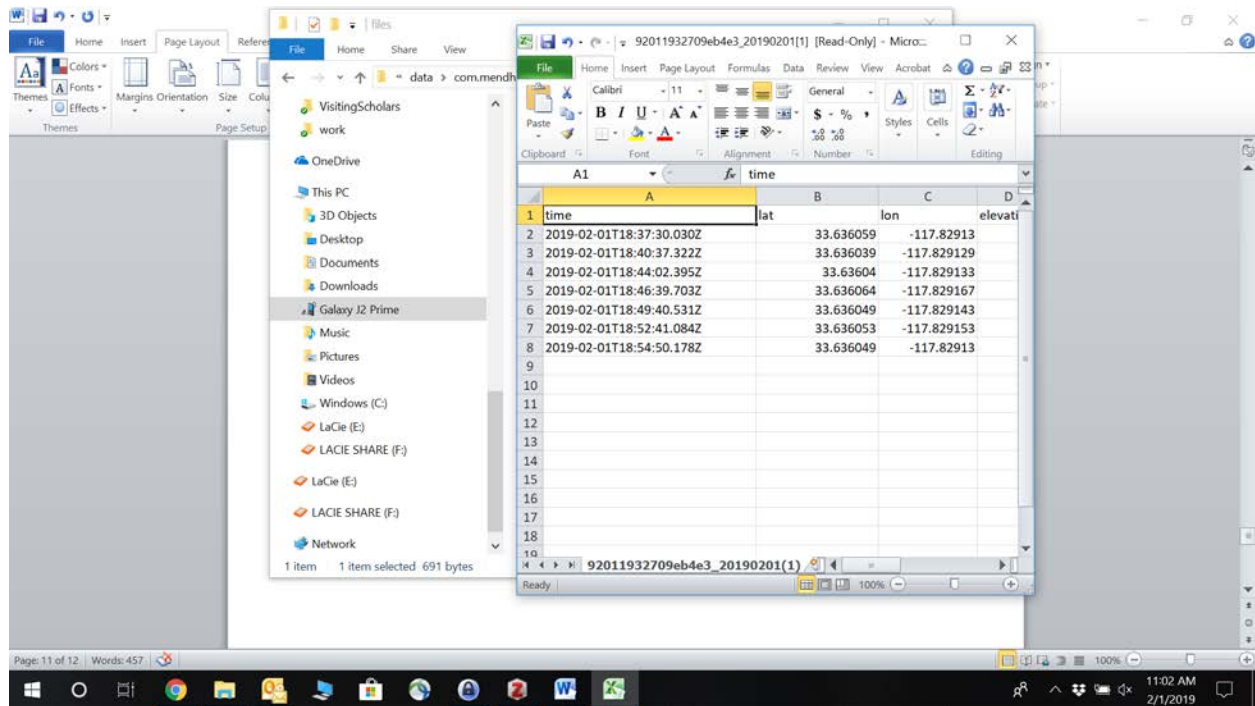 File Home Insert Page Layout Refere
Aa Colors
Fonts
Effects
Themes
Margins Orientation Size Colu
Themes Page Setup
files
File Home Share View
data > com.mendh
VisitingScholars
work
OneDrive
This PC
3D Objects
Desktop
Documents
Downloads
Galaxy J2 Prime
Music
Pictures
Videos
Windows (C:)
LaCie (E:)
LACIE SHARE (F:)
LaCie (E:)
LACIE SHARE (F:)
Network
1 item 1 item selected 691 bytes
92011932709eb4e3_20190201[1] [Read-Only] - Micro...
File Home Insert Page Layout Formulas Data Review View Acrobat
Calibri 11 General
Paste B I U A A $ % , Styles Cells
Clipboard Font Alignment Number Editing
A1 fx time
A B C D
1 time lat lon elevati
2 2019-02-01T18:37:30.030Z 33.636059 -117.82913
3 2019-02-01T18:40:37.322Z 33.636039 -117.829129
4 2019-02-01T18:44:02.395Z 33.63604 -117.829133
5 2019-02-01T18:46:39.703Z 33.636064 -117.829167
6 2019-02-01T18:49:40.531Z 33.636049 -117.829143
7 2019-02-01T18:52:41.084Z 33.636053 -117.829153
8 2019-02-01T18:54:50.178Z 33.636049 -117.82913
9
10
11
12
13
14
15
16
17
18
19
92011932709eb4e3_20190201(1)
Ready 100%
Page: 11 of 12 Words: 457 100%
11:02 AM
2/1/2019